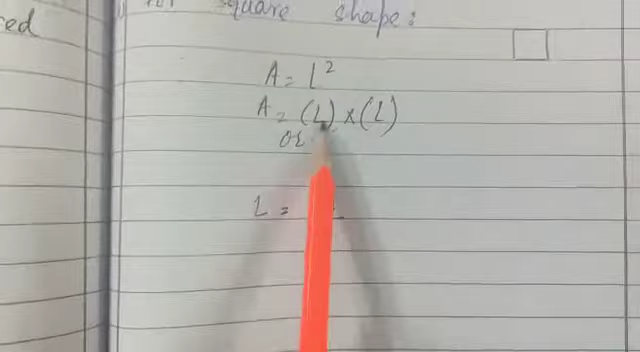 square shape:
ed
A = L²
A = (L) × (L)
or
L =